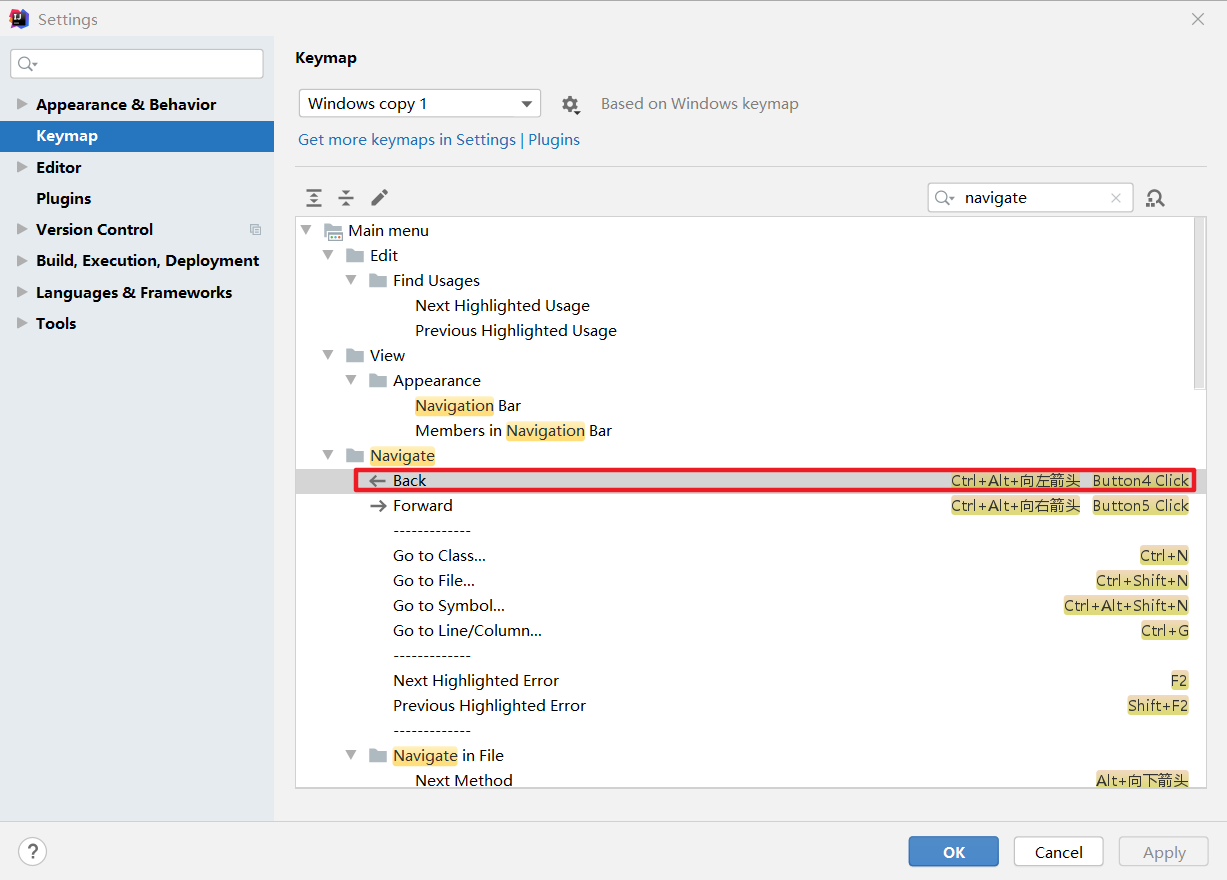 Settings
Keymap
Appearance & Behavior
Keymap
Editor
Plugins
Version Control
Build, Execution, Deployment
Languages & Frameworks
Tools
Windows copy 1
Based on Windows keymap
Get more keymaps in Settings | Plugins
navigate
Main menu
Edit
Find Usages
Next Highlighted Usage
Previous Highlighted Usage
View
Appearance
Navigation Bar
Members in Navigation Bar
Navigate
Back Ctrl+Alt+向左箭头 Button4 Click
Forward Ctrl+Alt+向右箭头 Button5 Click
-------------
Go to Class... Ctrl+N
Go to File... Ctrl+Shift+N
Go to Symbol... Ctrl+Alt+Shift+N
Go to Line/Column... Ctrl+G
-------------
Next Highlighted Error F2
Previous Highlighted Error Shift+F2
-------------
Navigate in File
Next Method Alt+向下箭头
?
OK
Cancel
Apply